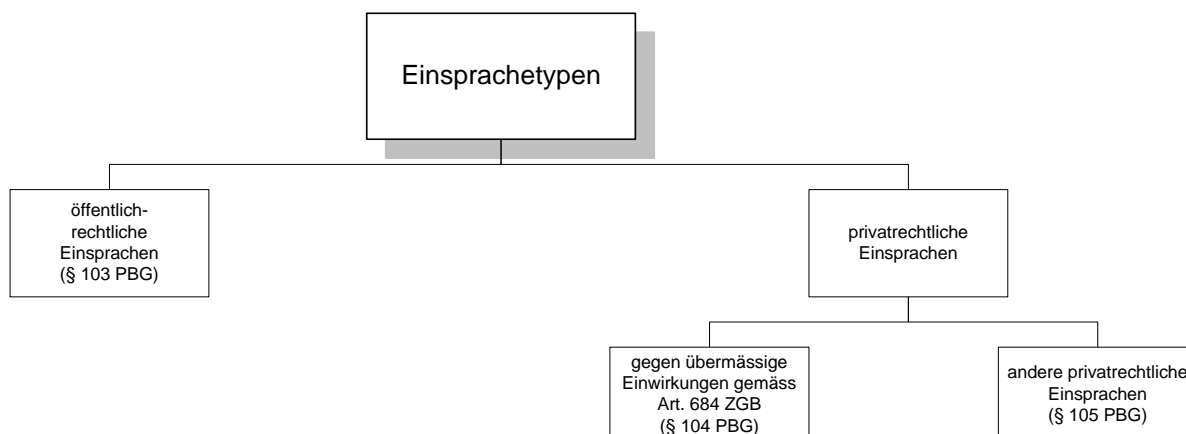 Einsprachetypen
öffentlich-
rechtliche
Einsprachen
(§ 103 PBG)
privatrechtliche
Einsprachen
gegen übermässige
Einwirkungen gemäss
Art. 684 ZGB
(§ 104 PBG)
andere privatrechtliche
Einsprachen
(§ 105 PBG)